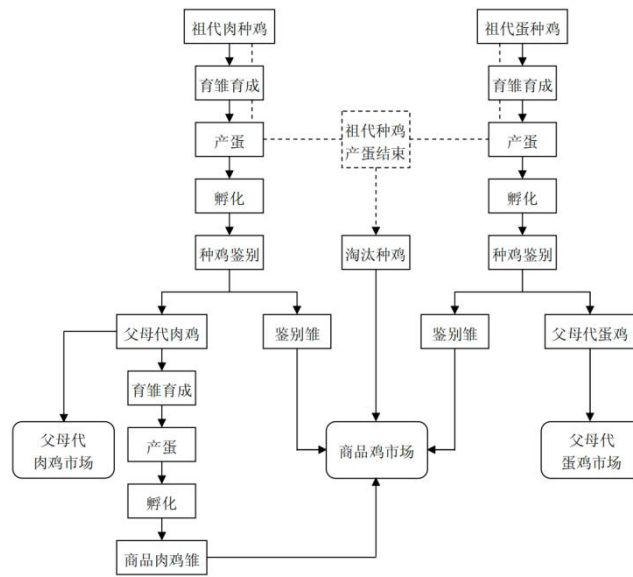 祖代肉种鸡
祖代蛋种鸡
育雏育成
育雏育成
产蛋
祖代种鸡
产蛋结束
产蛋
孵化
孵化
种鸡鉴别
淘汰种鸡
种鸡鉴别
父母代肉鸡
鉴别雏
鉴别雏
父母代蛋鸡
育雏育成
父母代
肉鸡市场
产蛋
商品鸡市场
父母代
蛋鸡市场
孵化
商品肉鸡雏